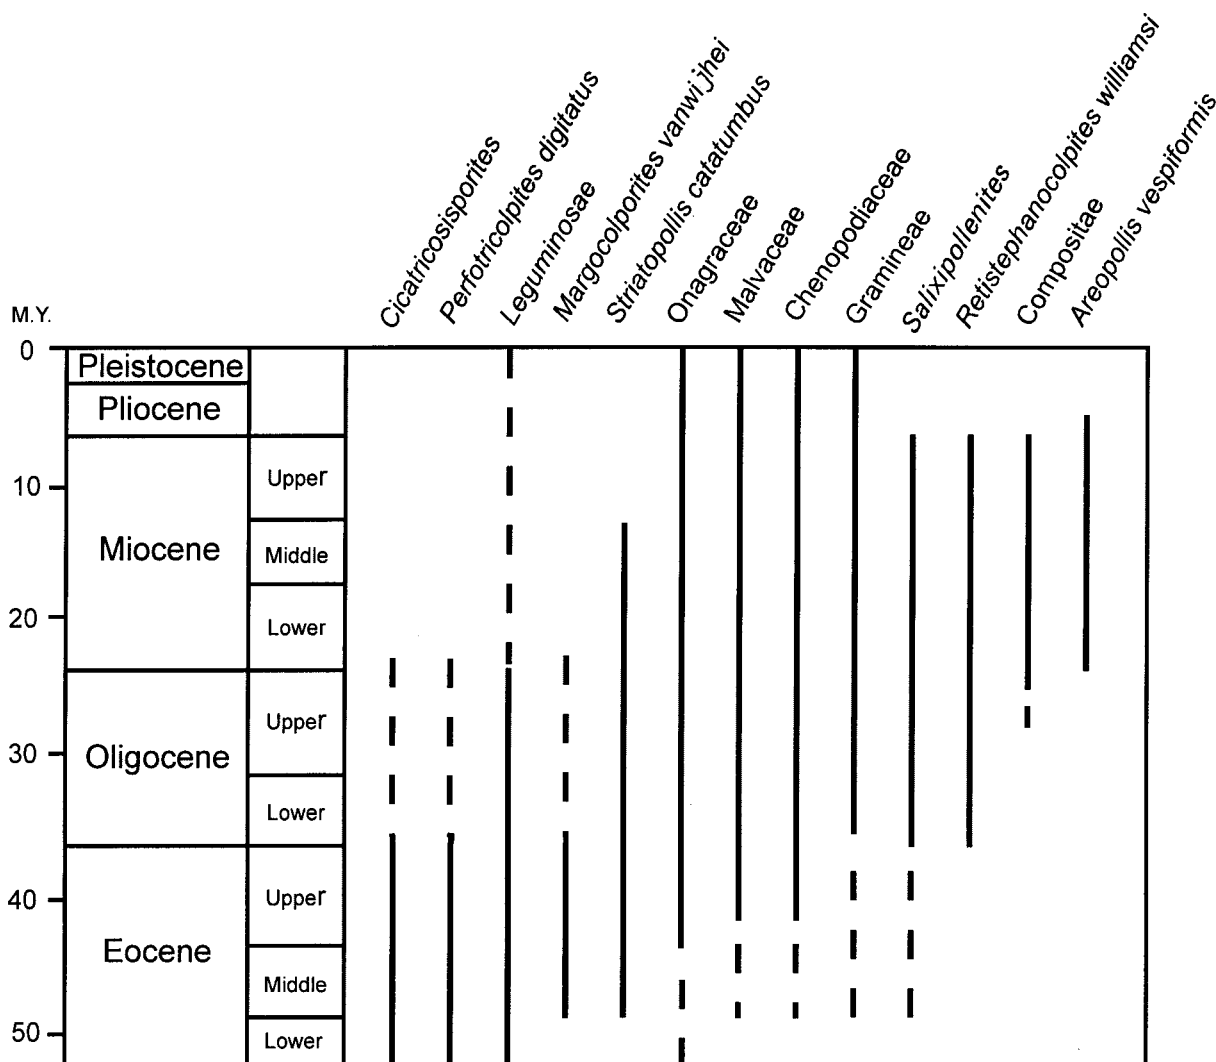 Cicatricosisporites
Perfotricolpites digitatus
Leguminosae
Margocolporites vanwijhei
Striatopollis catatumbus
Onagraceae
Malvaceae
Chenopodiaceae
Gramineae
Salixipollenites
Retistephanocolpites williamsi
Compositae
Areopollis vespiformis
M.Y.
0
Pleistocene
Pliocene
10
Upper
Miocene
Middle
20
Lower
Upper
30
Oligocene
Lower
40
Upper
Eocene
Middle
50
Lower